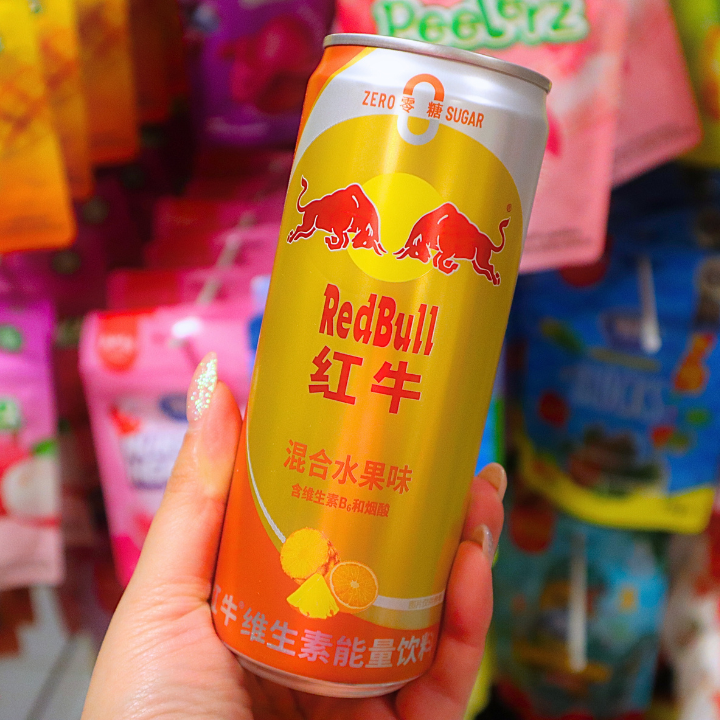 Peelerz
ZERO 零 糖 SUGAR
®
RedBull
红牛
混合水果味
含维生素B₆和烟酸
红牛®维生素能量饮料